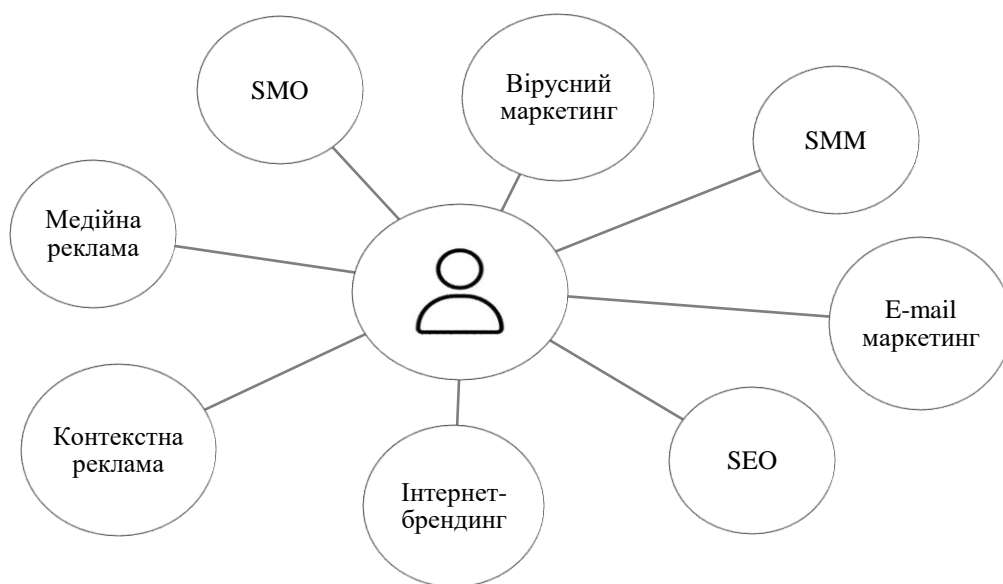 SMO
Вірусний
маркетинг
SMM
Медійна
реклама
E-mail
маркетинг
Контекстна
реклама
SEO
Інтернет-
брендинг